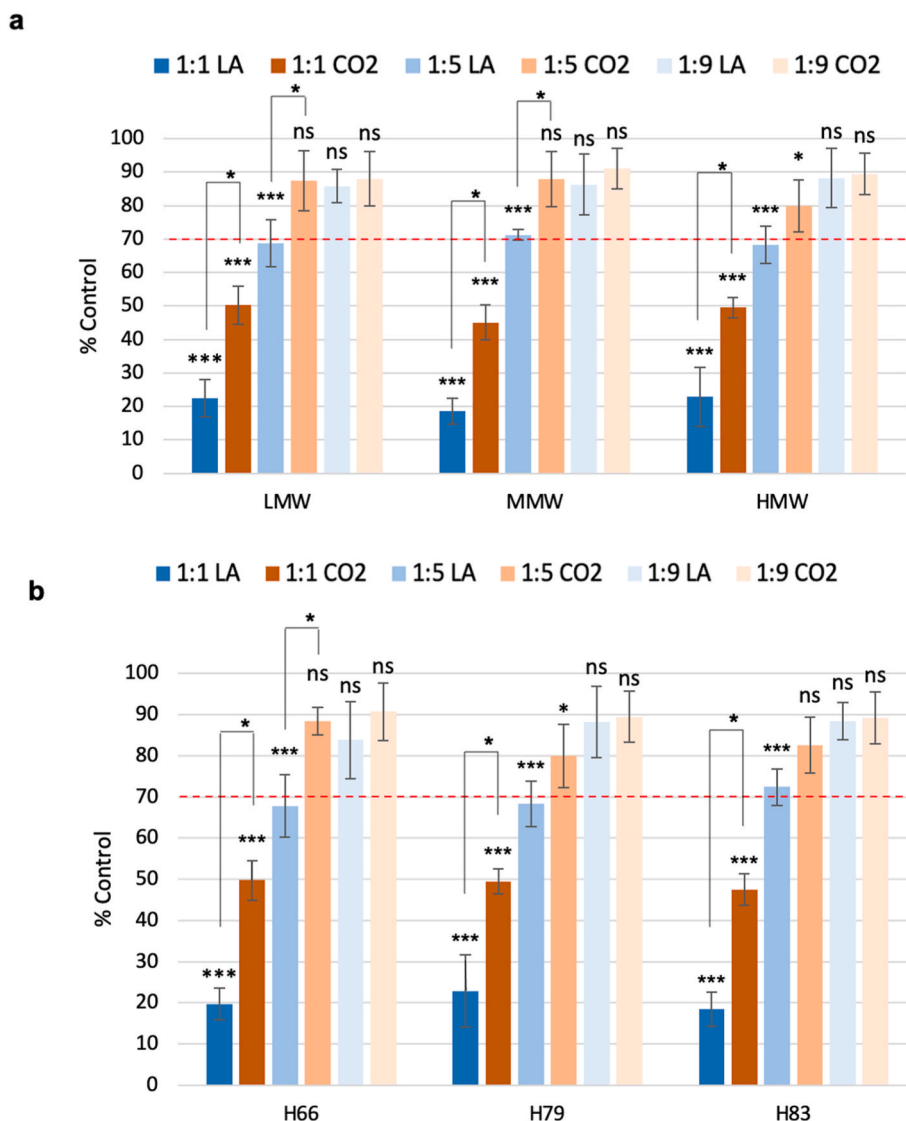 a
1:1 LA 1:1 CO2 1:5 LA 1:5 CO2 1:9 LA 1:9 CO2
* *
100 ns ns ns ns ns ns ns
90 * * * *
80 *** *** ***
70
60 *** ***
50 ***
% Control
40
30 *** *** ***
20
10
0
LMW MMW HMW
b
1:1 LA 1:1 CO2 1:5 LA 1:5 CO2 1:9 LA 1:9 CO2
*
100 ns ns ns ns ns ns ns ns
90 * * * *
80 *** *** ***
70
60 *** *** ***
50
% Control
40
30 *** *** ***
20
10
0
H66 H79 H83